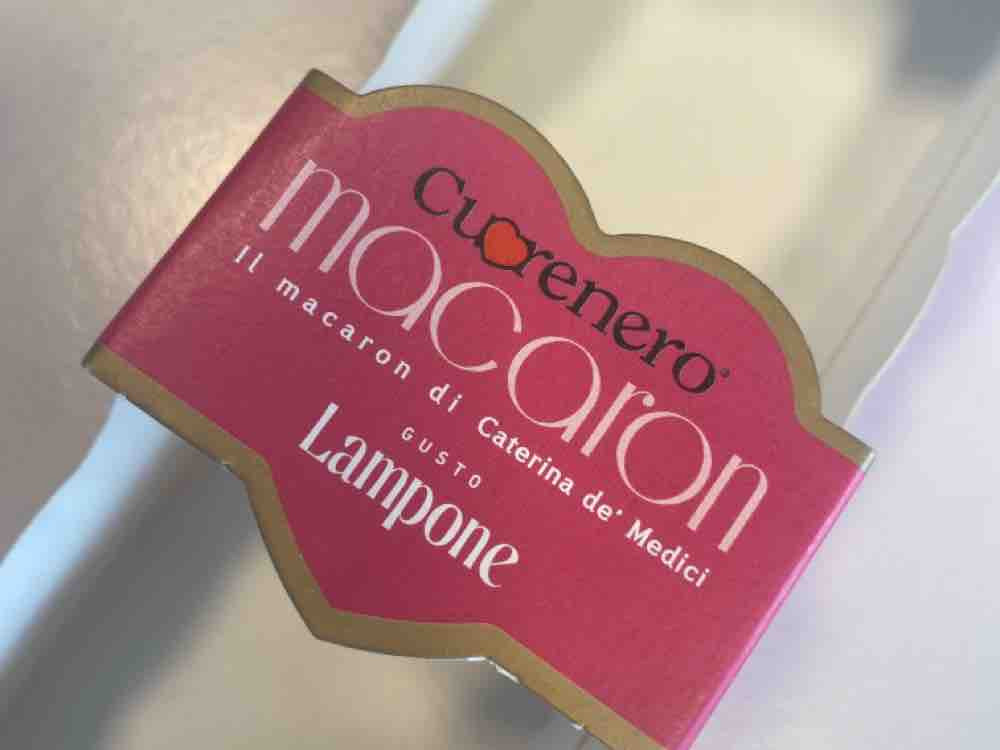 Cuorenero®
macaron
Il macaron di Caterina de' Medici
GUSTO
Lampone